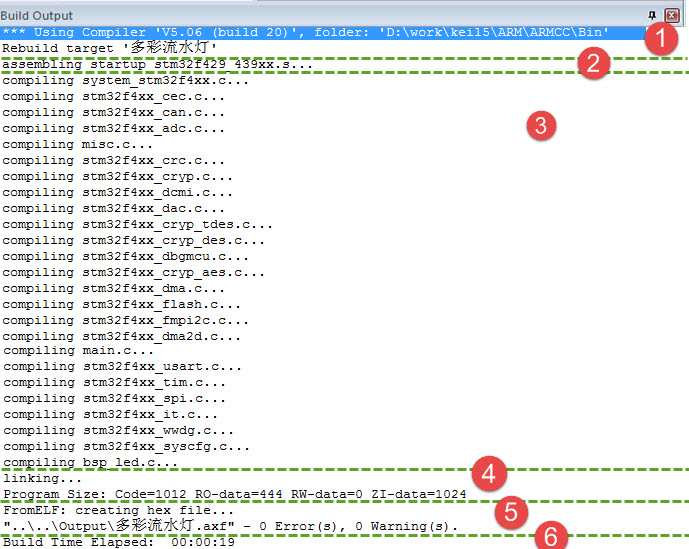 Build Output
*** Using Compiler 'V5.06 (build 20)', folder: 'D:\work\keil5\ARM\ARMCC\Bin'
1
Rebuild target '多彩流水灯'
assembling startup_stm32f429_439xx.s...
2
compiling system_stm32f4xx.c...
compiling stm32f4xx_cec.c...
compiling stm32f4xx_can.c...
compiling stm32f4xx_adc.c...
3
compiling misc.c...
compiling stm32f4xx_crc.c...
compiling stm32f4xx_cryp.c...
compiling stm32f4xx_dcmi.c...
compiling stm32f4xx_dac.c...
compiling stm32f4xx_cryp_tdes.c...
compiling stm32f4xx_cryp_des.c...
compiling stm32f4xx_dbgmcu.c...
compiling stm32f4xx_cryp_aes.c...
compiling stm32f4xx_dma.c...
compiling stm32f4xx_flash.c...
compiling stm32f4xx_fmpi2c.c...
compiling stm32f4xx_dma2d.c...
compiling main.c...
compiling stm32f4xx_usart.c...
compiling stm32f4xx_tim.c...
compiling stm32f4xx_spi.c...
compiling stm32f4xx_it.c...
compiling stm32f4xx_wwdg.c...
compiling stm32f4xx_syscfg.c...
compiling bsp_led.c...
linking...
4
Program Size: Code=1012 RO-data=444 RW-data=0 ZI-data=1024
FromELF: creating hex file...
5
"..\..\Output\多彩流水灯.axf" - 0 Error(s), 0 Warning(s).
6
Build Time Elapsed:  00:00:19